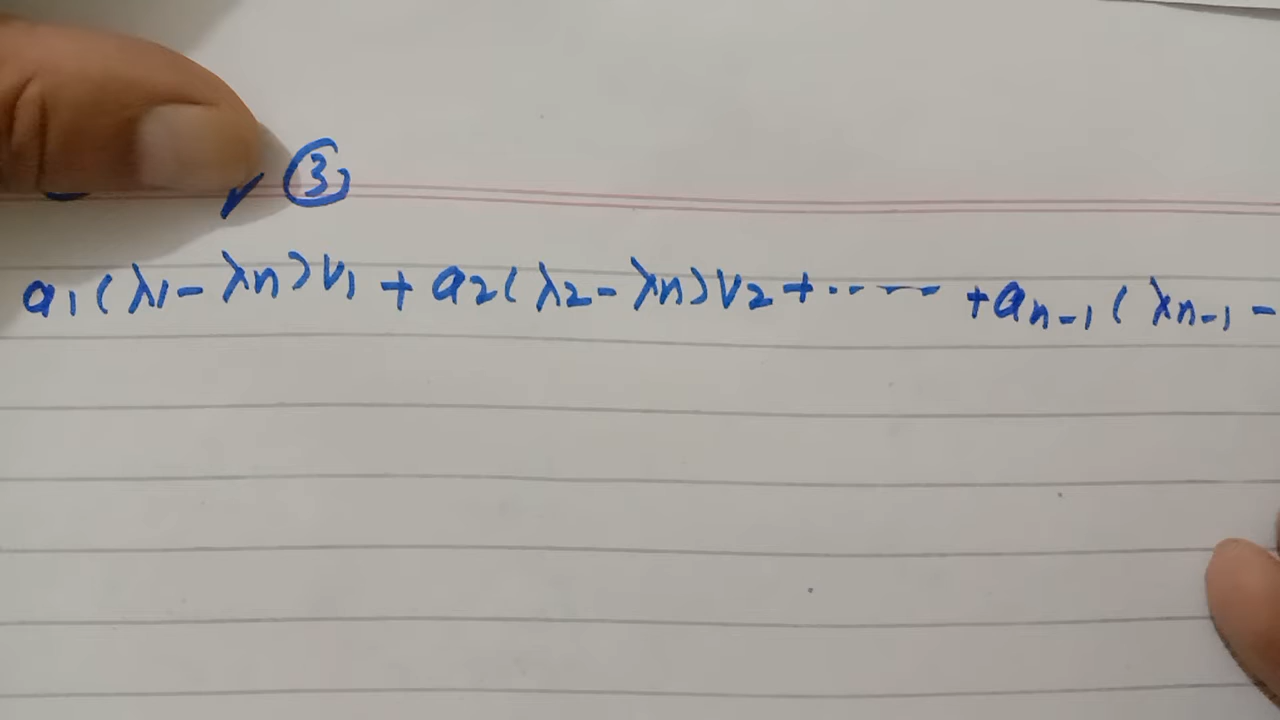 ③
a₁(λ₁-λn)v₁ + a₂(λ₂-λn)v₂ + ------ + aₙ₋₁(λn-1 -